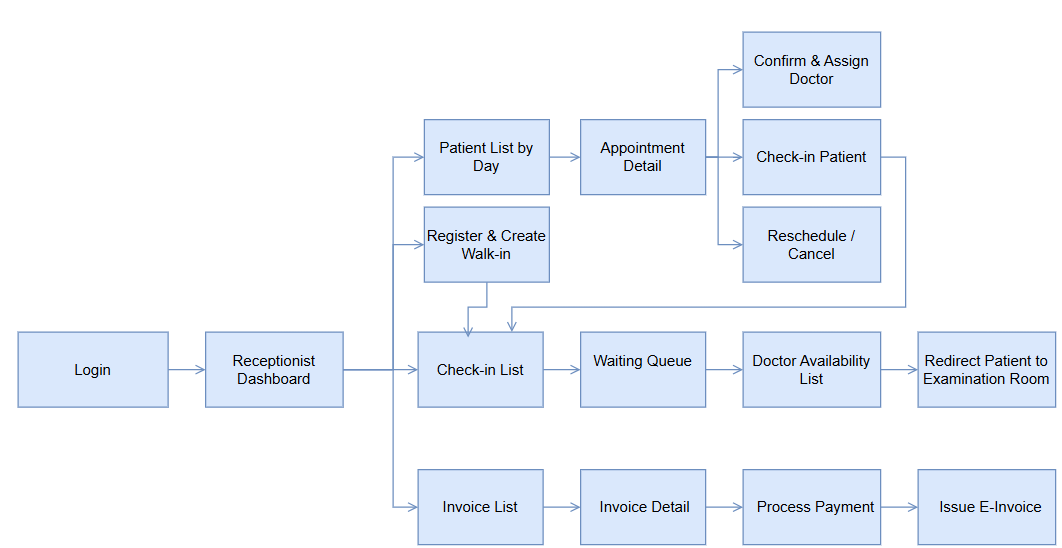 Confirm & Assign
Doctor
Patient List by
Day
Appointment
Detail
Check-in Patient
Register & Create
Walk-in
Reschedule /
Cancel
Login
Receptionist
Dashboard
Check-in List
Waiting Queue
Doctor Availability
List
Redirect Patient to
Examination Room
Invoice List
Invoice Detail
Process Payment
Issue E-Invoice